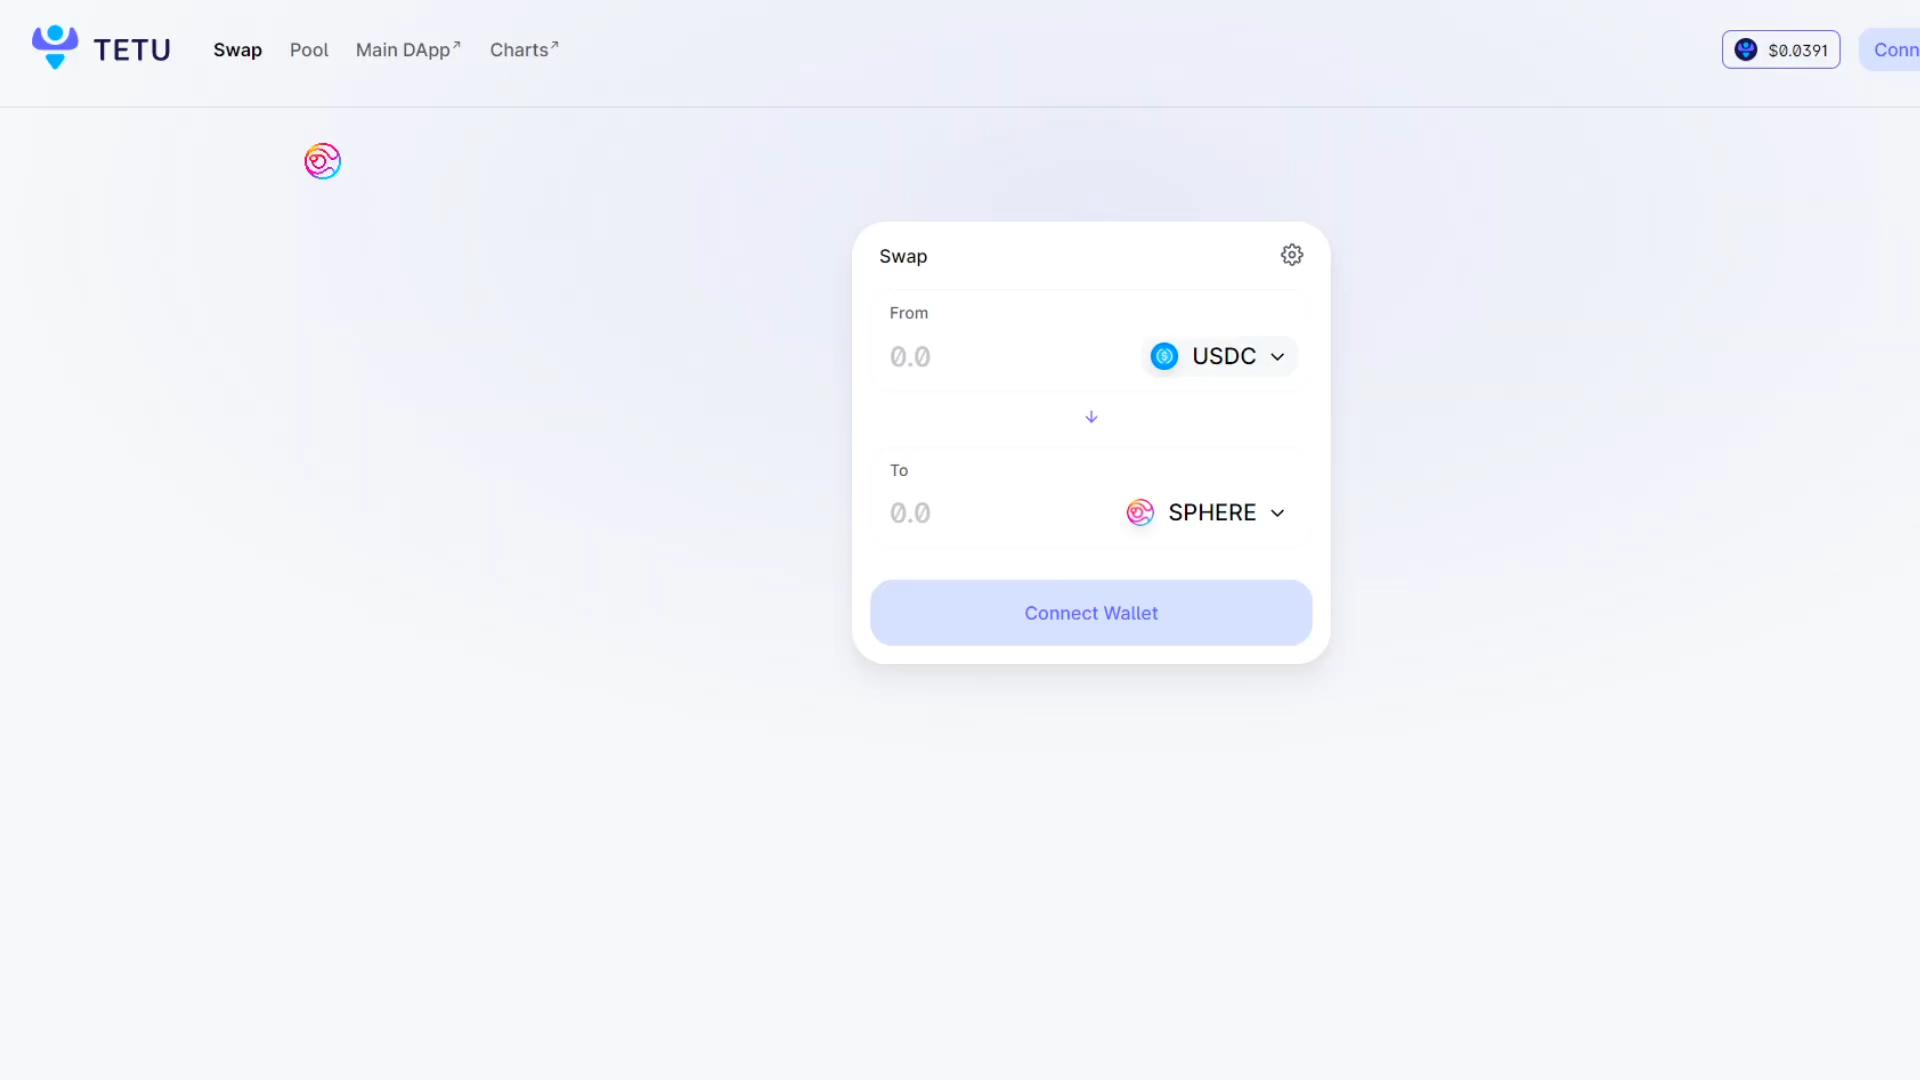 TETU
Swap
Pool
Main DApp↗
Charts↗
$0.0391
Conn
Swap
From
0.0
USDC
To
0.0
SPHERE
Connect Wallet